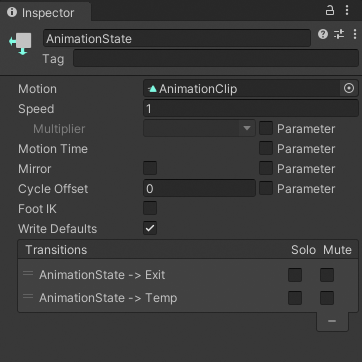 Inspector
AnimationState
Tag
Motion AnimationClip
Speed 1
Multiplier Parameter
Motion Time Parameter
Mirror Parameter
Cycle Offset 0 Parameter
Foot IK
Write Defaults
Transitions Solo Mute
AnimationState -> Exit
AnimationState -> Temp